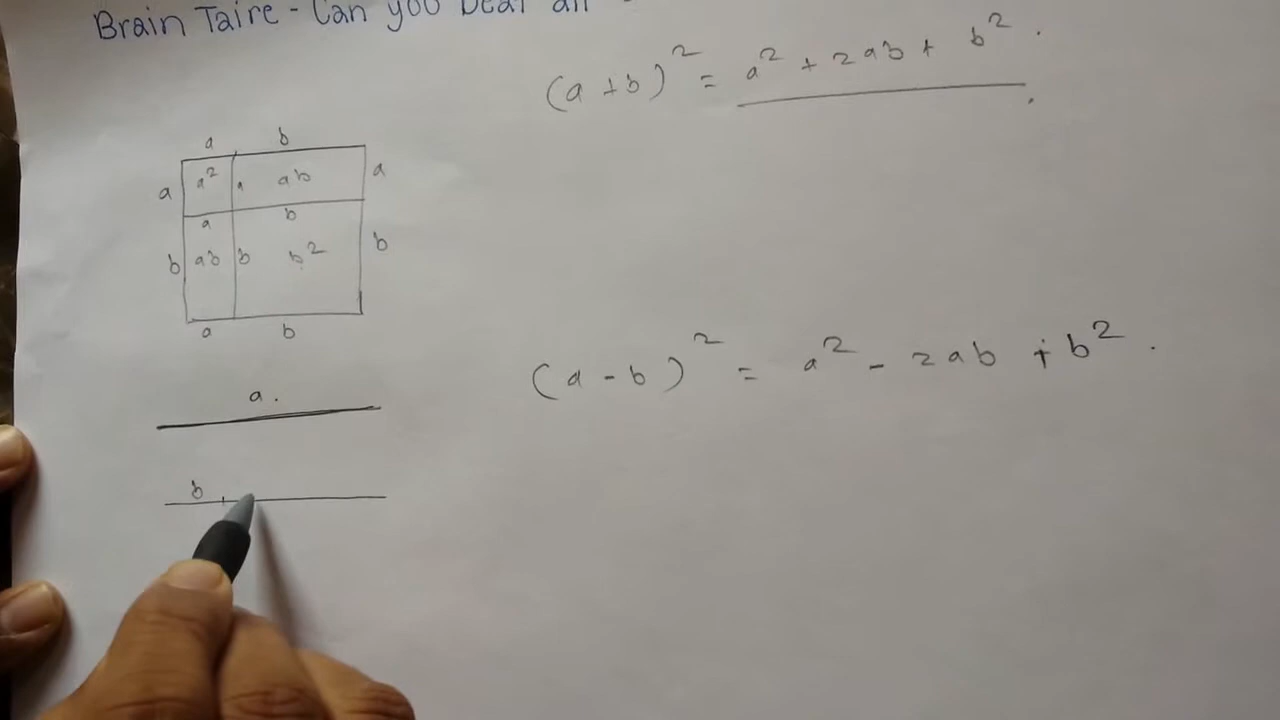 Brain Taire - Can you
(a + b)² = a² + 2ab + b².
a b
a a² a ab a
a b
b ab b b² b
a b
(a - b)² = a² - 2ab + b².
a.
b